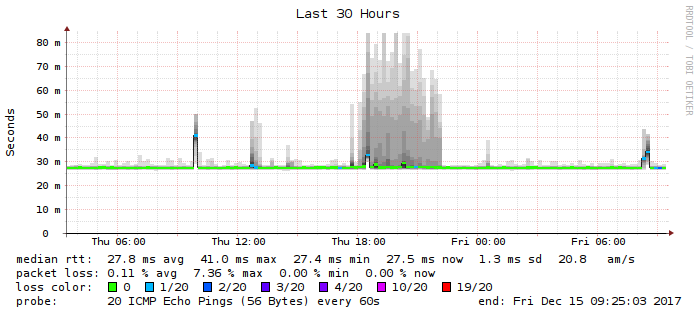 Last 30 Hours
RRDTOOL / TOBI OETIKER
Seconds
80 m
70 m
60 m
50 m
40 m
30 m
20 m
10 m
0
Thu 06:00 Thu 12:00 Thu 18:00 Fri 00:00 Fri 06:00
median rtt: 27.8 ms avg 41.0 ms max 27.4 ms min 27.5 ms now 1.3 ms sd 20.8 am/s
packet loss: 0.11 % avg 7.36 % max 0.00 % min 0.00 % now
loss color: 0 1/20 2/20 3/20 4/20 10/20 19/20
probe: 20 ICMP Echo Pings (56 Bytes) every 60s end: Fri Dec 15 09:25:03 2017